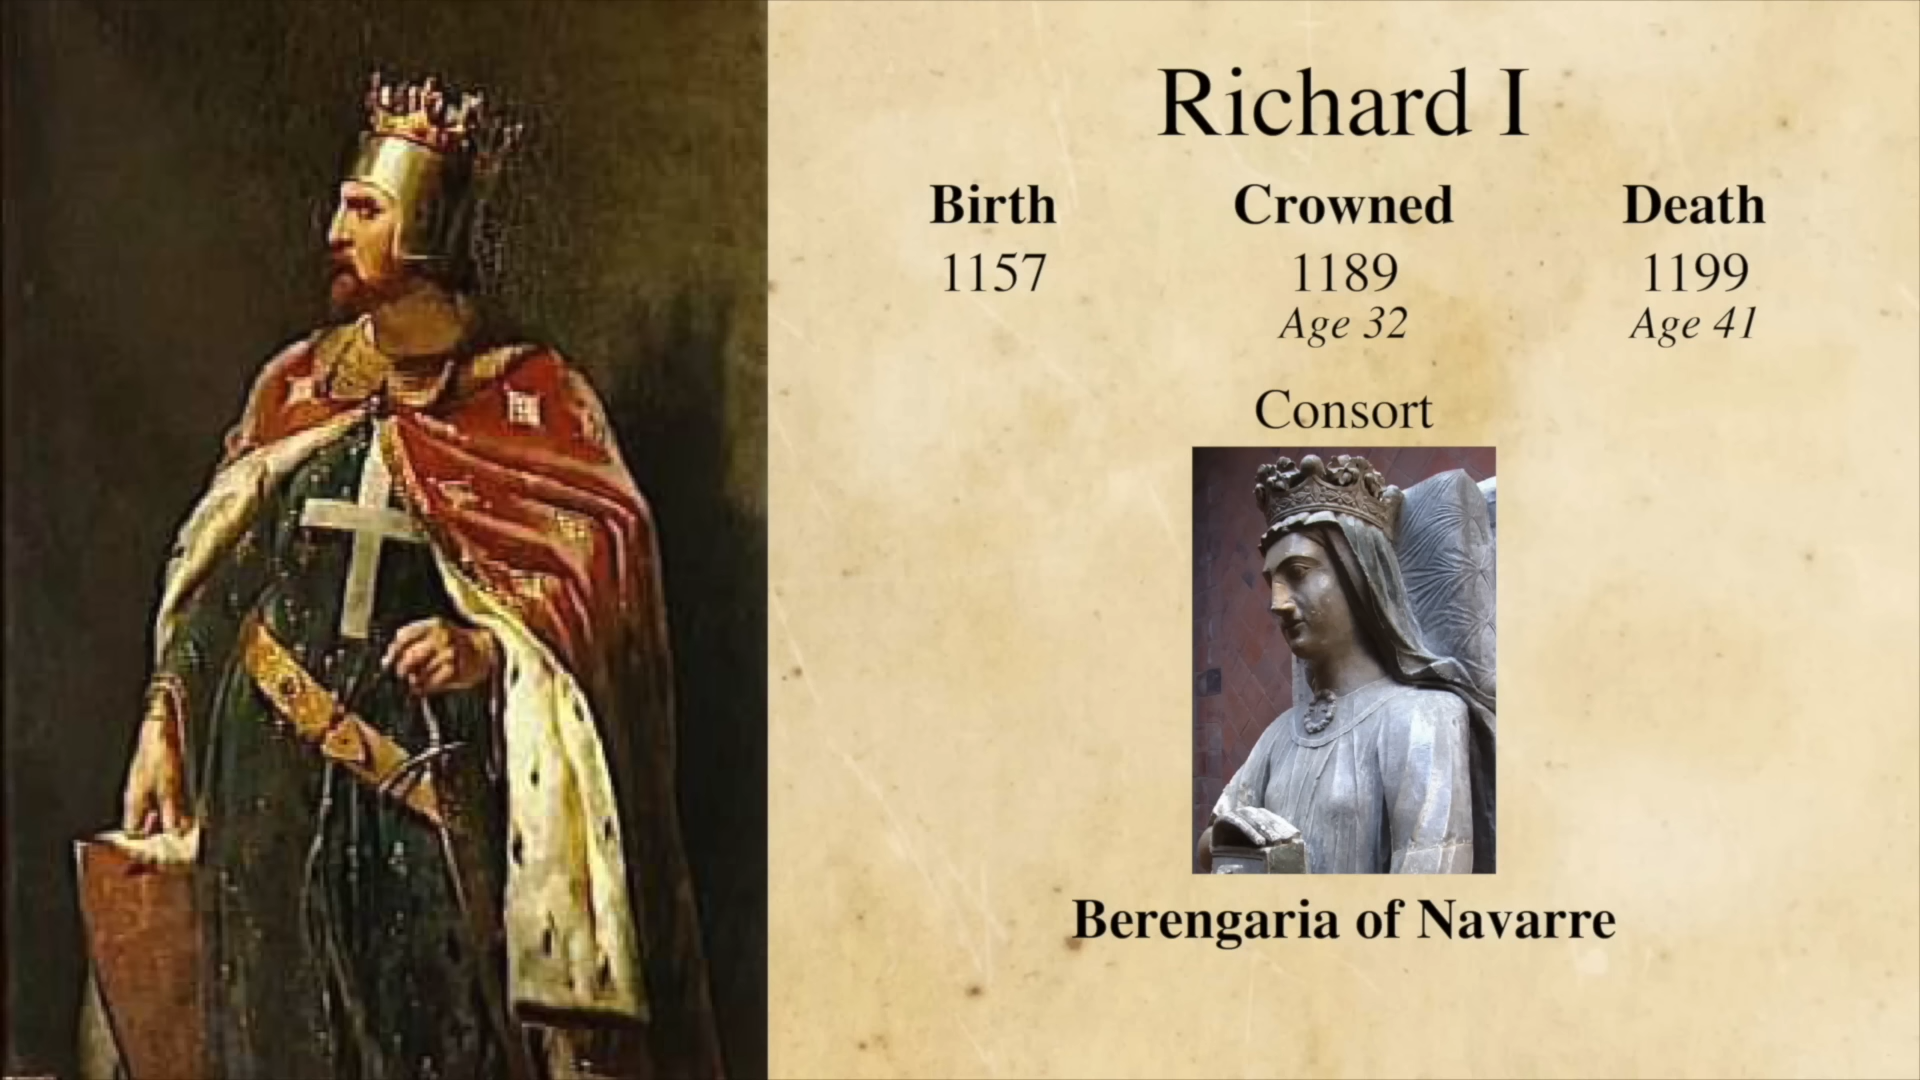 Richard I
Birth Crowned Death
1157 1189 1199
Age 32 Age 41
Consort
Berengaria of Navarre